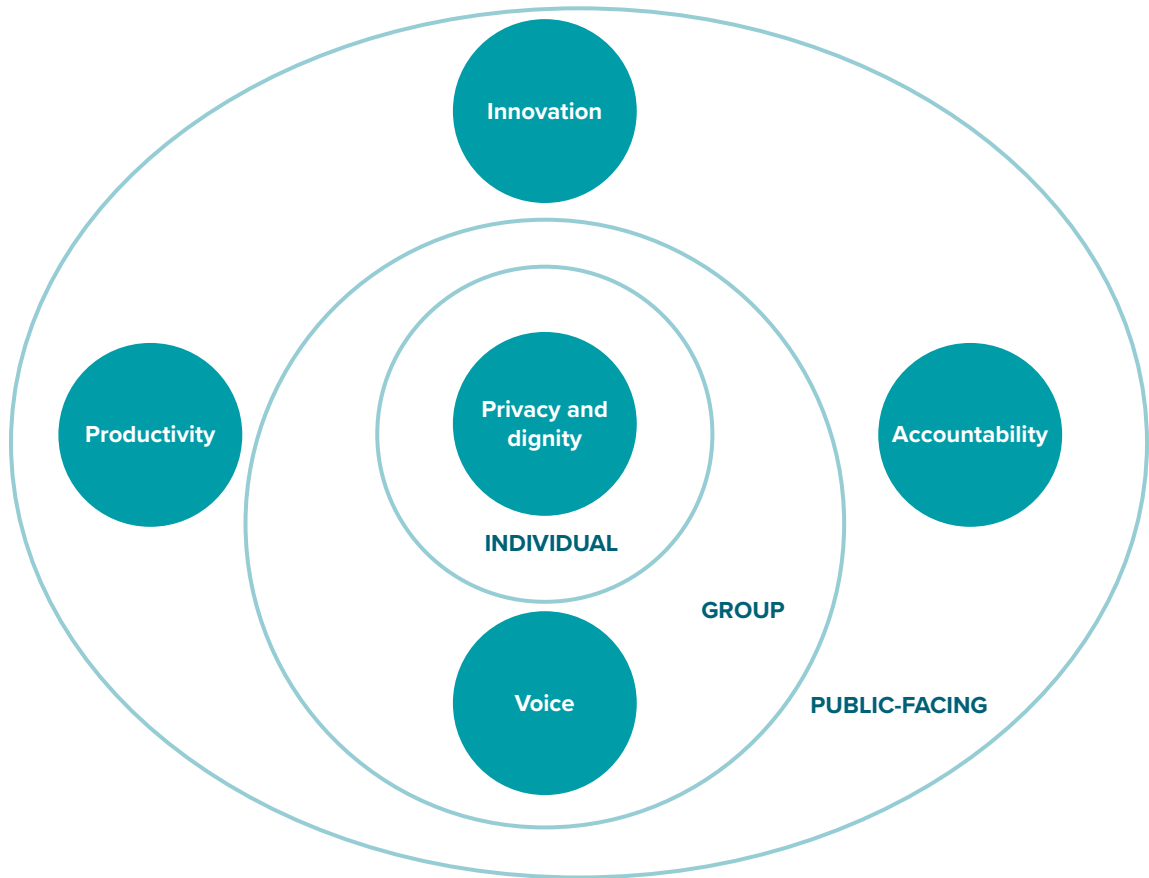 Innovation
Productivity
Privacy and
dignity
Accountability
INDIVIDUAL
GROUP
Voice
PUBLIC-FACING